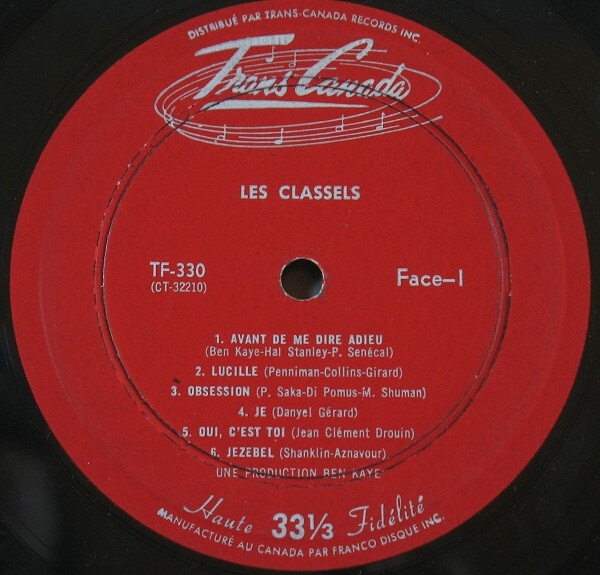 DISTRIBUÉ PAR TRANS-CANADA RECORDS INC.
Trans Canada
LES CLASSELS
TF-330
(CT-32210)
Face-1
1. AVANT DE ME DIRE ADIEU
(Ben Kaye-Hal Stanley-P. Senécal)
2. LUCILLE (Penniman-Collins-Girard)
3. OBSESSION (P. Saka-Di Pomus-M. Shuman)
4. JE (Danyel Gérard)
5. OUI, C'EST TOI (Jean Clément Drouin)
6. JEZEBEL (Shanklin-Aznavour)
UNE PRODUCTION BEN KAYE
Haute 33⅓ Fidélité
MANUFACTURÉ AU CANADA PAR FRANCO DISQUE INC.